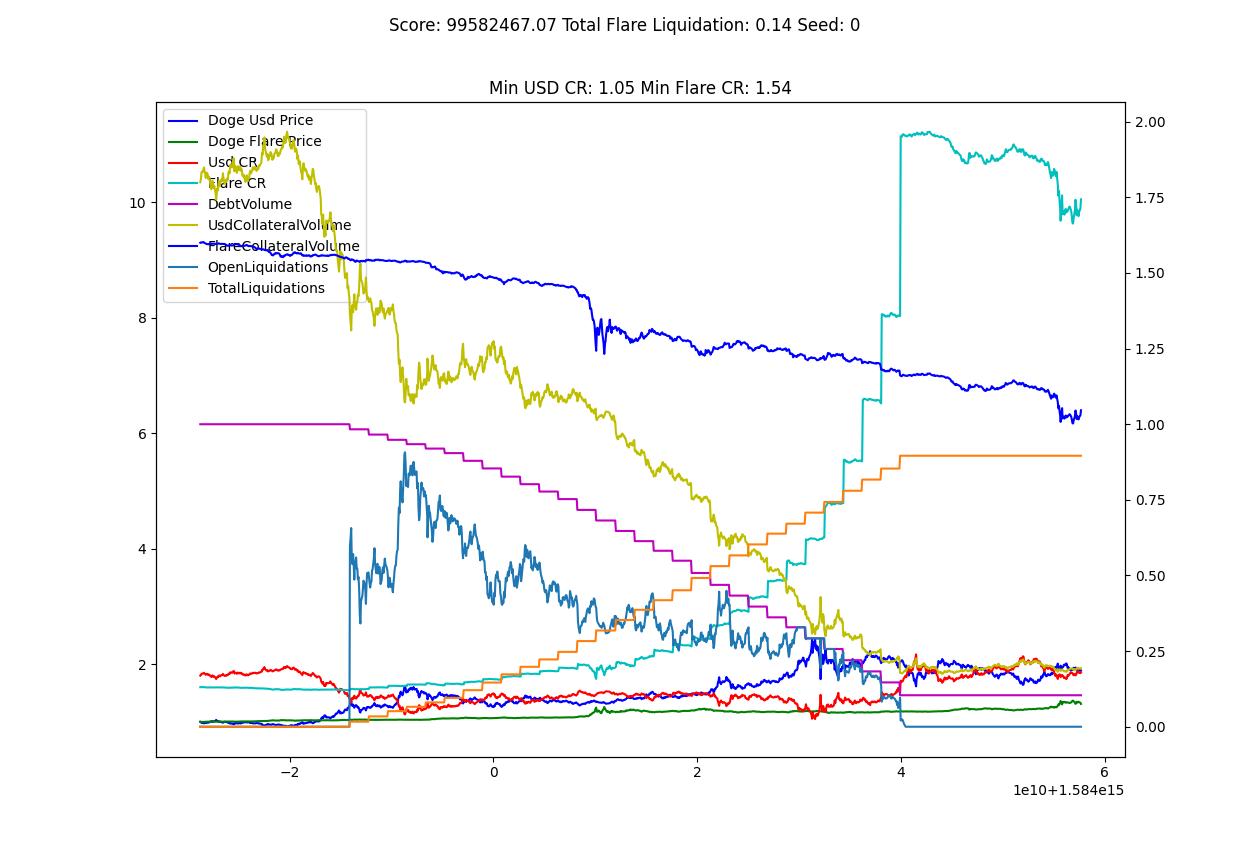 Score: 99582467.07 Total Flare Liquidation: 0.14 Seed: 0
Min USD CR: 1.05 Min Flare CR: 1.54
Doge Usd Price
Doge Flare Price
Usd CR
Flare CR
DebtVolume
UsdCollateralVolume
FlareCollateralVolume
OpenLiquidations
TotalLiquidations
10
8
6
4
2
2.00
1.75
1.50
1.25
1.00
0.75
0.50
0.25
0.00
−2
0
2
4
6
1e10+1.584e15